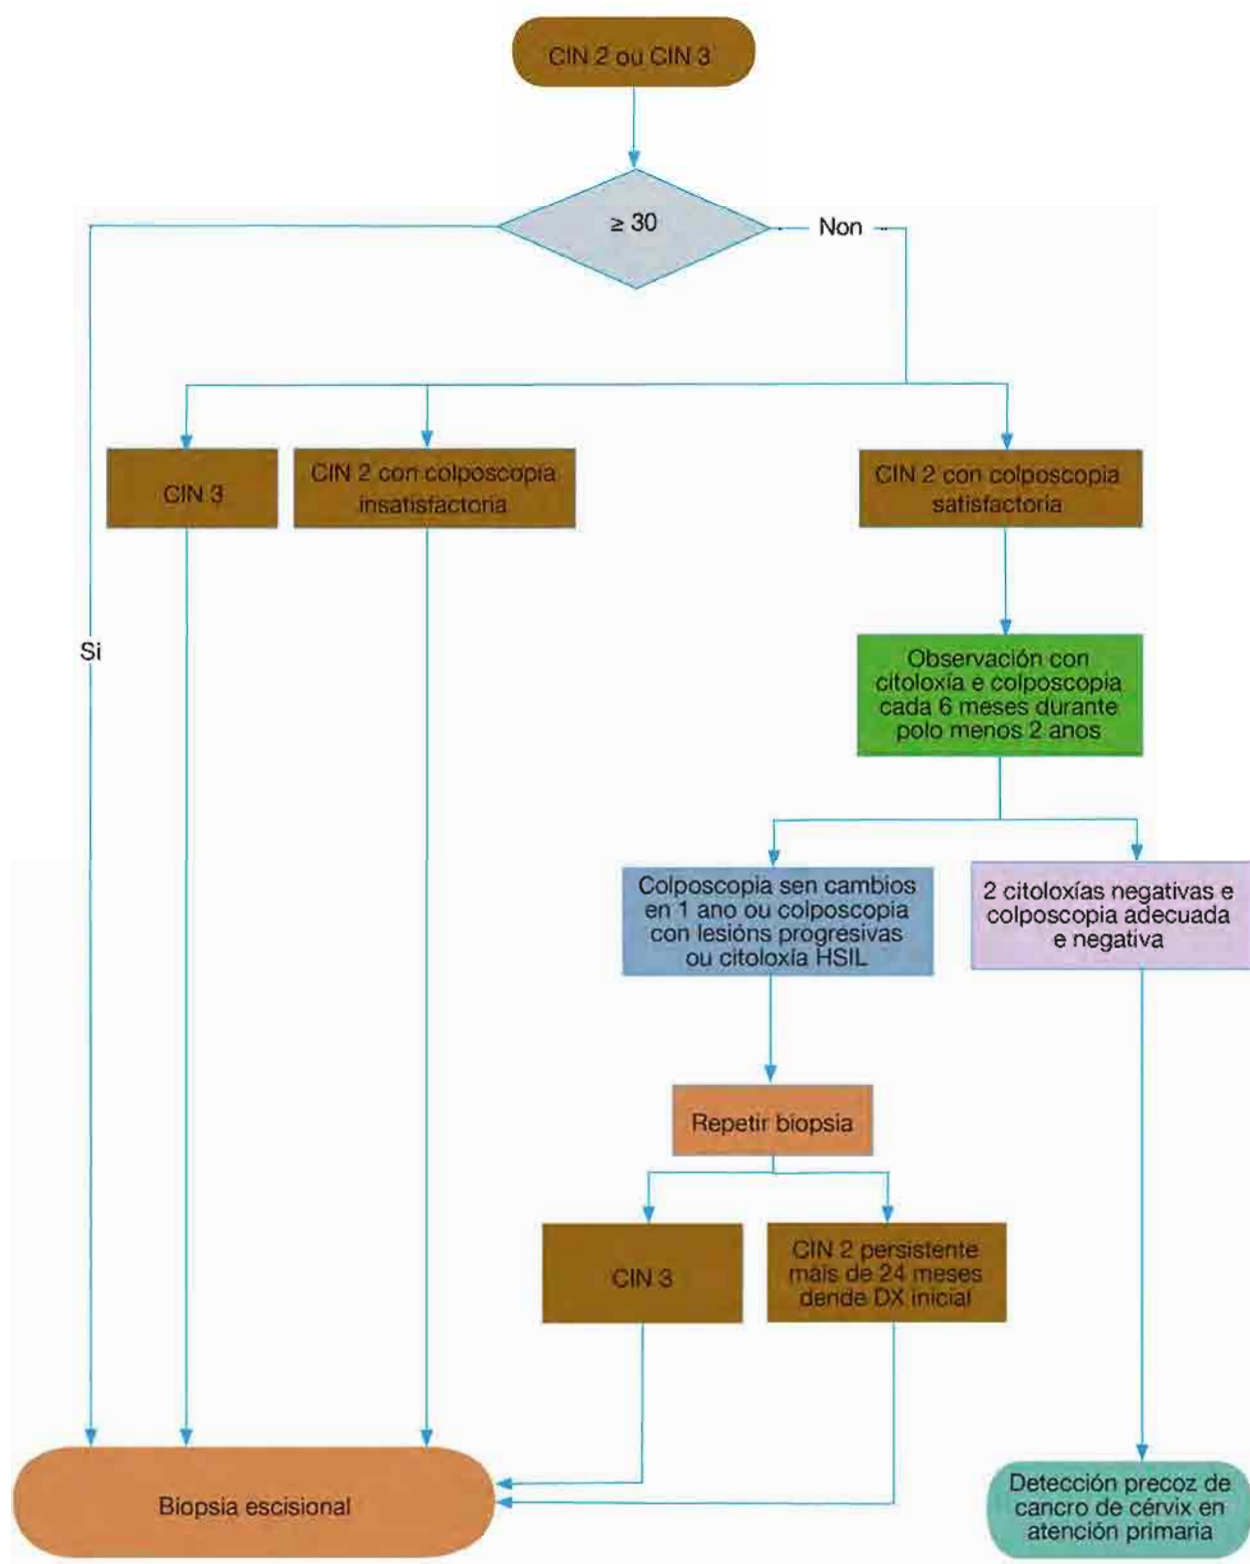 CIN 2 ou CIN 3
≥ 30
Non
CIN 3
CIN 2 con colposcopia
insatisfactoria
CIN 2 con colposcopia
satisfactoria
Si
Observación con
citoloxía e colposcopia
cada 6 meses durante
polo menos 2 anos
Colposcopia sen cambios
en 1 ano ou colposcopia
con lesións progresivas
ou citoloxía HSIL
2 citoloxías negativas e
colposcopia adecuada
e negativa
Repetir biopsia
CIN 3
CIN 2 persistente
máis de 24 meses
dende DX inicial
Biopsia escisional
Detección precoz de
cancro de cérvix en
atención primaria